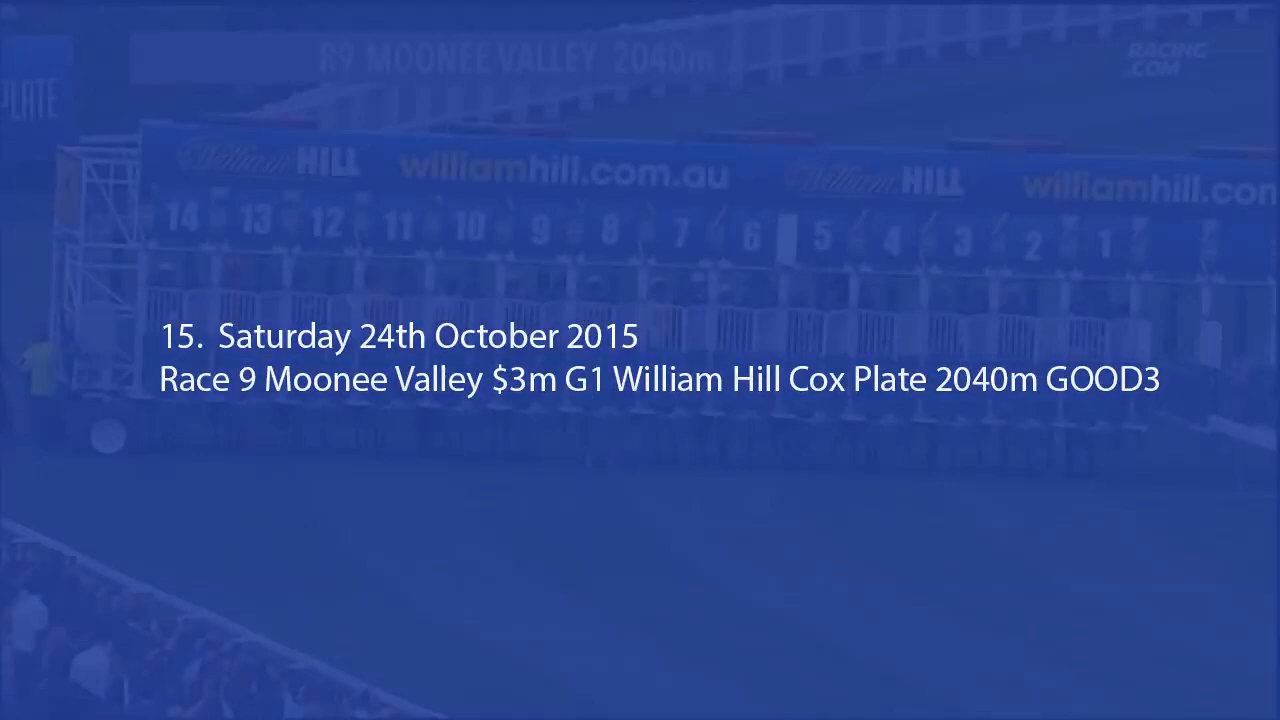 R9 MOONEE VALLEY 2040m
RACING
.COM
PLATE
William HILL williamhill.com.au William HILL williamhill.com
14 13 12 11 10 9 8 7 6 5 4 3 2 1
15. Saturday 24th October 2015
Race 9 Moonee Valley $3m G1 William Hill Cox Plate 2040m GOOD3